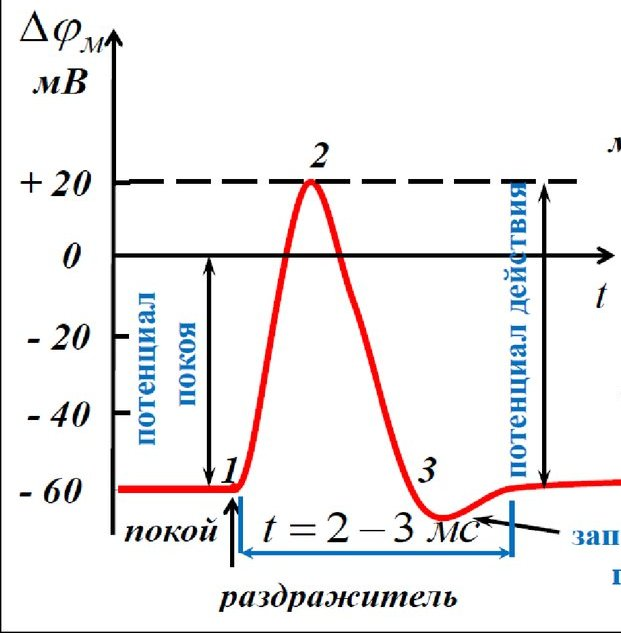 Δφм
мВ
2
+ 20
0
t
потенциал
покоя
потенциал действия
- 20
- 40
1
3
- 60
покой
t = 2 – 3 мс
зап
раздражитель